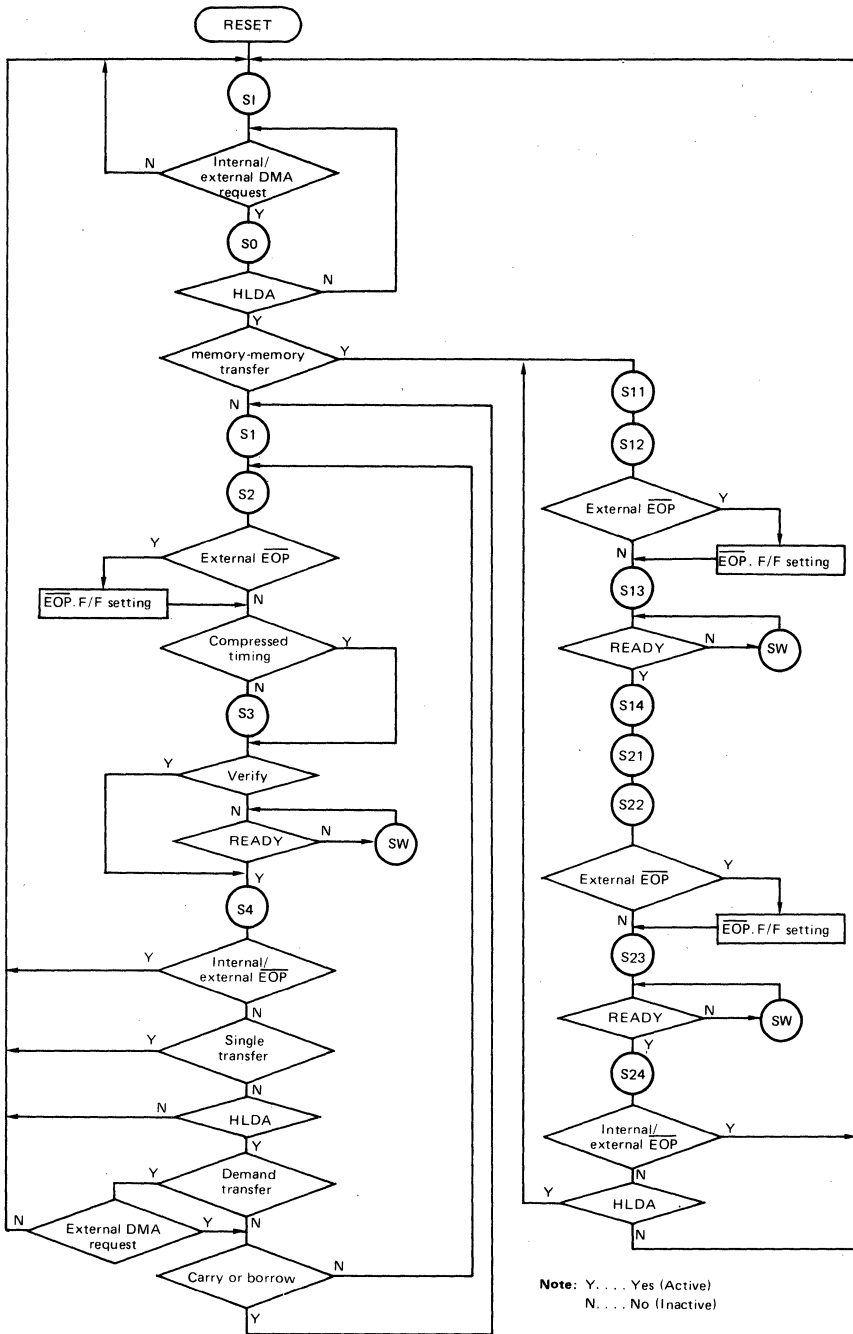 RESET
SI
N
Internal/
external DMA
request
Y
S0
HLDA
N
Y
memory-memory
transfer
Y
N
S1
S2
Y
External EOP
EOP. F/F setting
N
Compressed
timing
Y
N
S3
Y
Verify
N
READY
N
SW
Y
S4
Y
Internal/
external EOP
N
Y
Single
transfer
N
N
HLDA
Y
Y
Demand
transfer
N
External DMA
request
Y
N
Carry or borrow
N
Y
S11
S12
External EOP
Y
N
EOP. F/F setting
S13
READY
N
SW
Y
S14
S21
S22
External EOP
Y
N
EOP. F/F setting
S23
READY
N
SW
Y
S24
Internal/
external EOP
Y
N
Y
HLDA
N
Note: Y. . . . Yes (Active)
N. . . . No (Inactive)